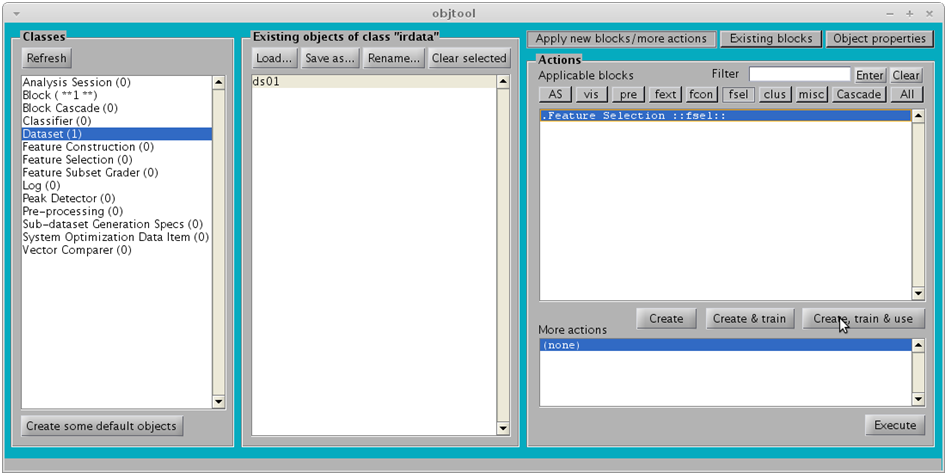 objtool
Classes
Refresh
Analysis Session (0)
Block ( **1 **)
Block Cascade (0)
Classifier (0)
Dataset (1)
Feature Construction (0)
Feature Selection (0)
Feature Subset Grader (0)
Log (0)
Peak Detector (0)
Pre-processing (0)
Sub-dataset Generation Specs (0)
System Optimization Data Item (0)
Vector Comparer (0)
Create some default objects
Existing objects of class "irdata"
Load... Save as... Rename... Clear selected
ds01
Apply new blocks/more actions Existing blocks Object properties
Actions
Applicable blocks Filter Enter Clear
AS vis pre fext fcon fsel clus misc Cascade All
.Feature Selection ::fsel::
Create Create & train Create, train & use
More actions
(none)
Execute